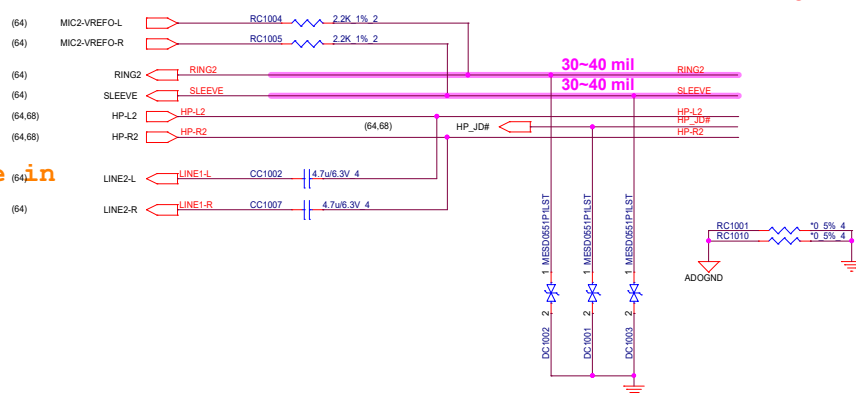 (64) MIC2-VREFO-L RC1004 2.2K_1%_2
(64) MIC2-VREFO-R RC1005 2.2K_1%_2
30~40 mil
(64) RING2 RING2 RING2
30~40 mil
(64) SLEEVE SLEEVE SLEEVE
(64,68) HP-L2 HP-L2 HP-L2
(64,68) HP_JD# HP_JD#
(64,68) HP-R2 HP-R2 HP-R2
e in
(64) LINE2-L LINE1-L CC1002 4.7u/6.3V_4
(64) LINE2-R LINE1-R CC1007 4.7u/6.3V_4
1 MESD0551P1LST
1 MESD0551P1LST
1 MESD0551P1LST
2 DC1002
2 DC1001
2 DC1003
RC1001 *0_5%_4
RC1010 *0_5%_4
ADOGND